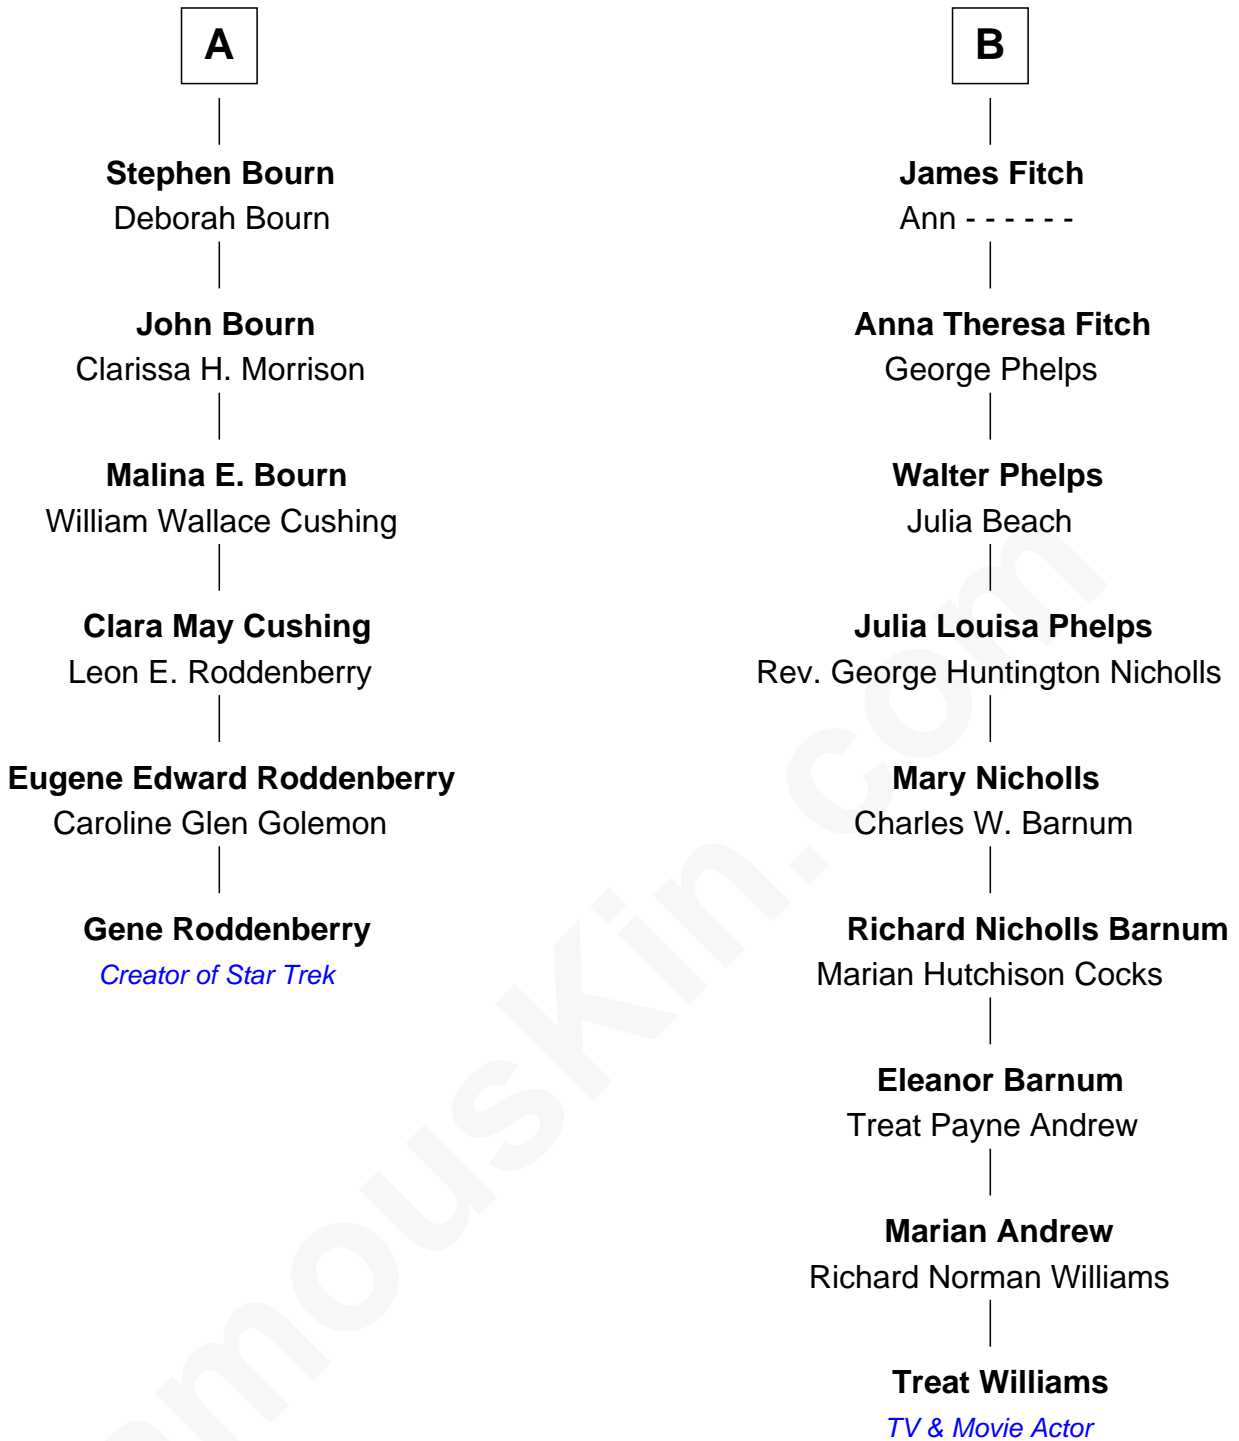 A
Stephen Bourn
Deborah Bourn
John Bourn
Clarissa H. Morrison
Malina E. Bourn
William Wallace Cushing
Clara May Cushing
Leon E. Roddenberry
Eugene Edward Roddenberry
Caroline Glen Golemon
Gene Roddenberry
Creator of Star Trek
B
James Fitch
Ann - - - - - -
Anna Theresa Fitch
George Phelps
Walter Phelps
Julia Beach
Julia Louisa Phelps
Rev. George Huntington Nicholls
Mary Nicholls
Charles W. Barnum
Richard Nicholls Barnum
Marian Hutchison Cocks
Eleanor Barnum
Treat Payne Andrew
Marian Andrew
Richard Norman Williams
Treat Williams
TV & Movie Actor
amousKin.com